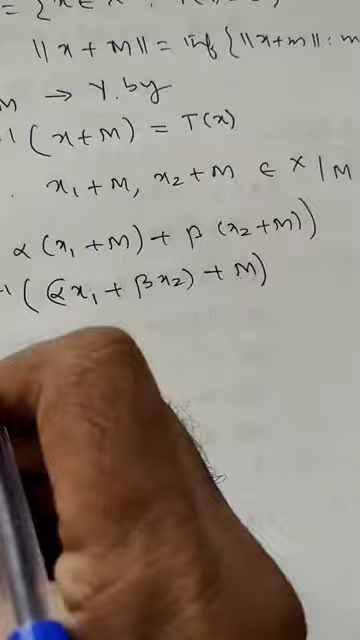 = {x ∈ X : T(x)
||x + M|| = inf {||x+m|| : m
M → Y. by
(x+M) = T(x)
x₁ + M, x₂ + M ∈ X | M
α (x₁ + M) + β (x₂ + M))
((αx₁ + βx₂) + M)